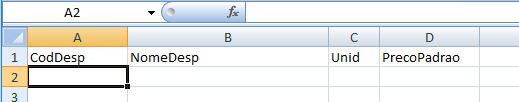 A2
fx
A B C D
1 CodDesp NomeDesp Unid PrecoPadrao
2
3